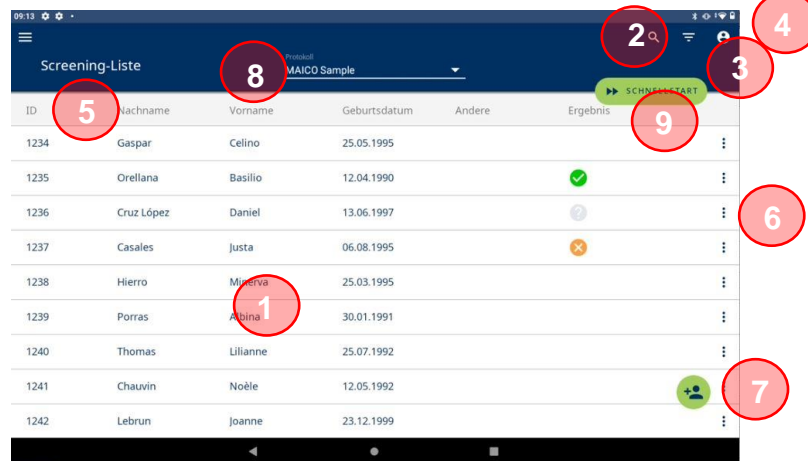 09:13
2
4
Screening-Liste
8
Protokoll
MAICO Sample
3
SCHNELLSTART
ID 5 Nachname Vorname Geburtsdatum Andere Ergebnis 9
1234 Gaspar Celino 25.05.1995
1235 Orellana Basilio 12.04.1990
1236 Cruz López Daniel 13.06.1997 ? 6
1237 Casales Justa 06.08.1995
1238 Hierro Minerva 25.03.1995
1
1239 Porras Albina 30.01.1991
1240 Thomas Lilianne 25.07.1992
1241 Chauvin Noèle 12.05.1992 7
1242 Lebrun Joanne 23.12.1999